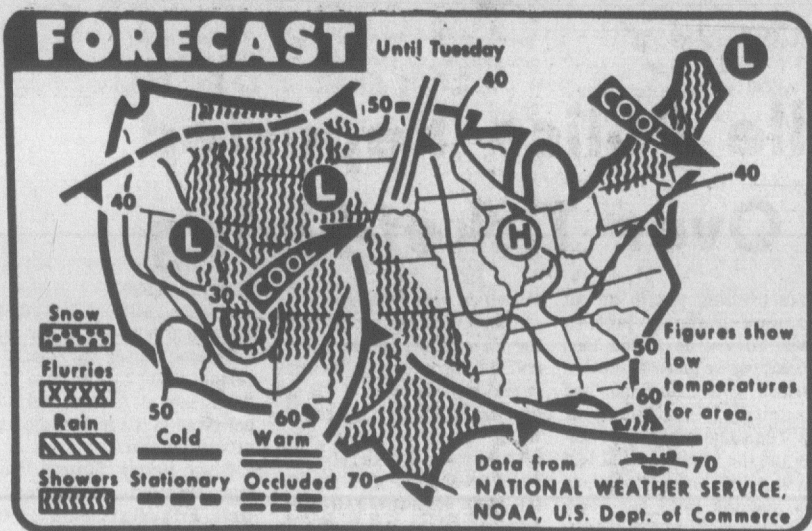 FORECAST
Until Tuesday
40
50
L
COOL
40
40
L
L
H
COOL
30
Snow
Flurries
Rain
Showers
50
60
Cold
Warm
Stationary
Occluded
70
Figures show
low
temperatures
for area.
50
60
70
Data from
NATIONAL WEATHER SERVICE,
NOAA, U.S. Dept. of Commerce